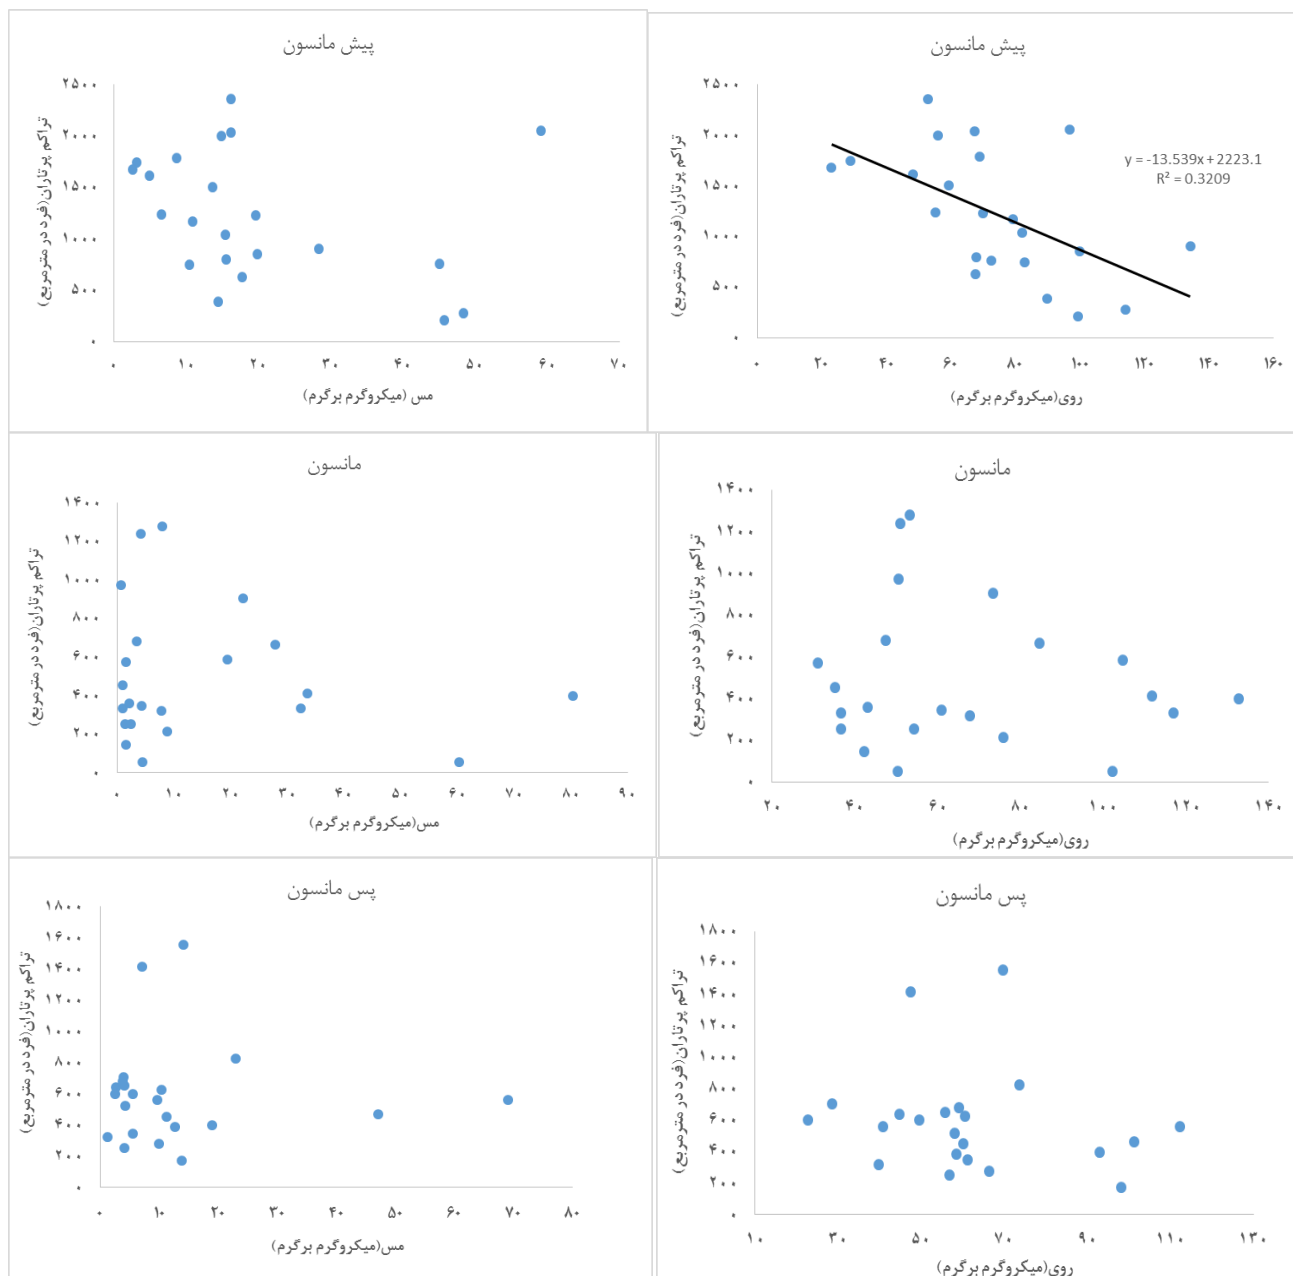 پیش مانسون
۲۵۰۰
۲۰۰۰
۱۵۰۰
۱۰۰۰
۵۰۰
۰
تراکم پرتاران(فرد در مترمربع)
۰ ۱۰ ۲۰ ۳۰ ۴۰ ۵۰ ۶۰ ۷۰
مس (میکروگرم برگرم)
پیش مانسون
۲۵۰۰
۲۰۰۰
۱۵۰۰
۱۰۰۰
۵۰۰
۰
تراکم پرتاران(فرد در مترمربع)
y = -13.539x + 2223.1
R² = 0.3209
۰ ۲۰ ۴۰ ۶۰ ۸۰ ۱۰۰ ۱۲۰ ۱۴۰ ۱۶۰
روی(میکروگرم برگرم)
مانسون
۱۴۰۰
۱۲۰۰
۱۰۰۰
۸۰۰
۶۰۰
۴۰۰
۲۰۰
۰
تراکم پرتاران(فرد در مترمربع)
۰ ۱۰ ۲۰ ۳۰ ۴۰ ۵۰ ۶۰ ۷۰ ۸۰ ۹۰
مس(میکروگرم برگرم)
مانسون
۱۴۰۰
۱۲۰۰
۱۰۰۰
۸۰۰
۶۰۰
۴۰۰
۲۰۰
۰
تراکم پرتاران(فرد در مترمربع)
۲۰ ۴۰ ۶۰ ۸۰ ۱۰۰ ۱۲۰ ۱۴۰
روی(میکروگرم برگرم)
پس مانسون
۱۸۰۰
۱۶۰۰
۱۴۰۰
۱۲۰۰
۱۰۰۰
۸۰۰
۶۰۰
۴۰۰
۲۰۰
۰
تراکم پرتاران(فرد در مترمربع)
۰ ۱۰ ۲۰ ۳۰ ۴۰ ۵۰ ۶۰ ۷۰ ۸۰
مس(میکروگرم برگرم)
پس مانسون
۱۸۰۰
۱۶۰۰
۱۴۰۰
۱۲۰۰
۱۰۰۰
۸۰۰
۶۰۰
۴۰۰
۲۰۰
۰
تراکم پرتاران(فرد در مترمربع)
۱۰ ۳۰ ۵۰ ۷۰ ۹۰ ۱۱۰ ۱۳۰
روی(میکروگرم برگرم)